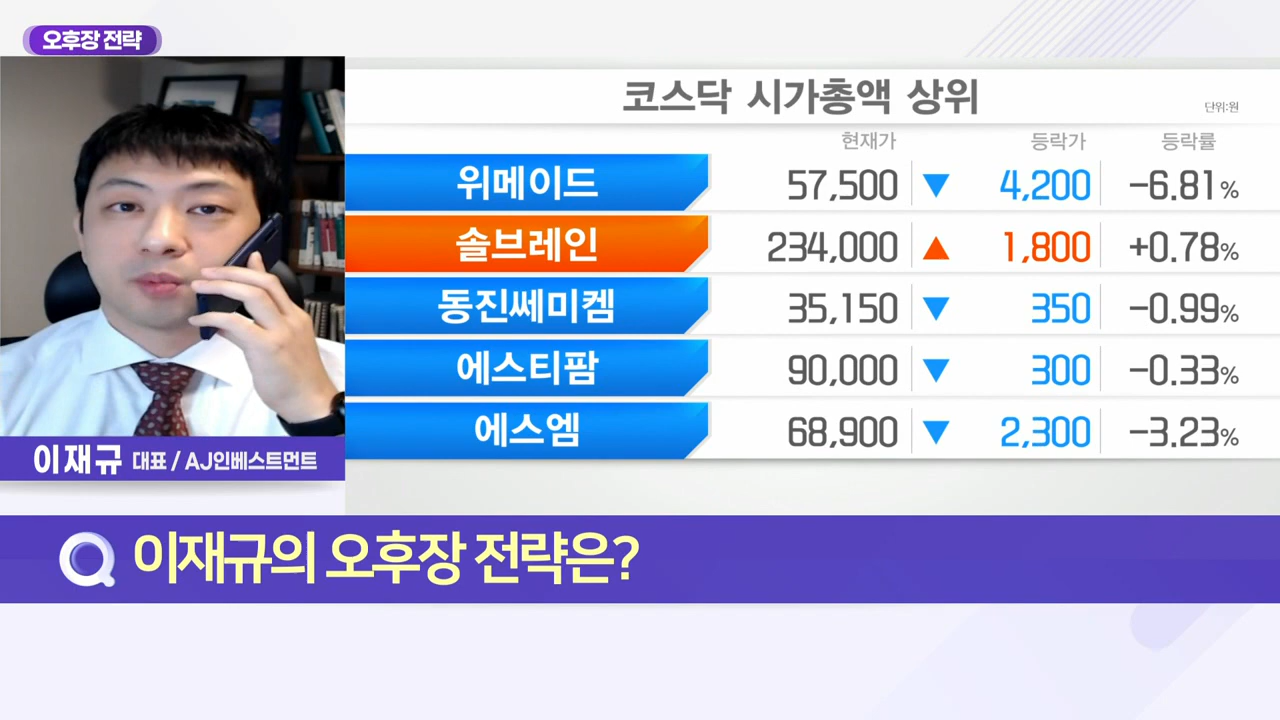 오후장 전략
코스닥 시가총액 상위
단위:원
현재가 등락가 등락률
위메이드 57,500 ▼ 4,200 -6.81%
솔브레인 234,000 ▲ 1,800 +0.78%
동진쎄미켐 35,150 ▼ 350 -0.99%
에스티팜 90,000 ▼ 300 -0.33%
에스엠 68,900 ▼ 2,300 -3.23%
이재규 대표 / AJ인베스트먼트
이재규의 오후장 전략은?